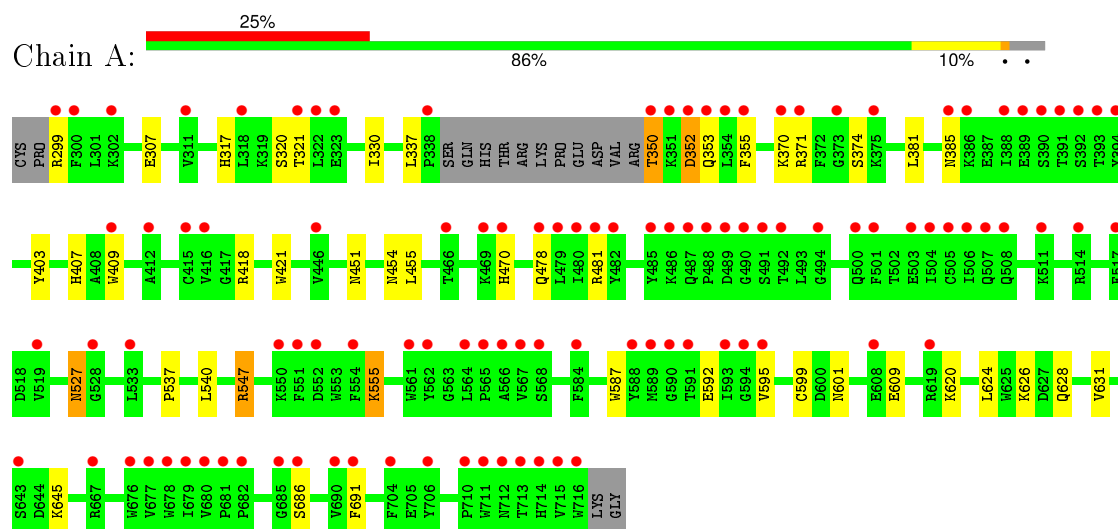 25%
Chain A:
86%
10%
CYS PRO R299 F300 L301 K302 E307 V311 H317 L318 K319 S320 T321 L322 E323 I330 L337 P338 SER GLN HIS THR ARG LYS PRO GLU ASP VAL ARG T350 K351 D352 Q353 L354 F355 K370 R371 F372 G373 S374 K375 L381 N385 K386 E387 I388 E389 S390 T391 S392 T393
Y403 H407 A408 W409 A412 C415 V416 G417 R418 W421 V446 N451 N454 L455 T466 K469 H470 Q478 L479 I480 R481 Y482 Y485 K486 Q487 P488 D489 G490 S491 T492 L493 G494 Q500 F501 T502 E503 I504 C505 I506 Q507 Q508 K511 R514
D518 V519 N527 G528 L533 P537 L540 R547 K550 F551 D552 W553 F554 K555 W561 Y562 G563 L564 P565 A566 V567 S568 F584 W587 Y588 M589 G590 T591 E592 I593 G594 V595 C599 D600 N601 E608 E609 R619 K620 L624 W625 K626 D627 Q628 V631
S643 D644 K645 R667 W676 V677 W678 I679 V680 P681 P682 G685 S686 V690 F691 F704 E705 Y706 P710 W711 N712 T713 H714 V715 W716 LYS GLY